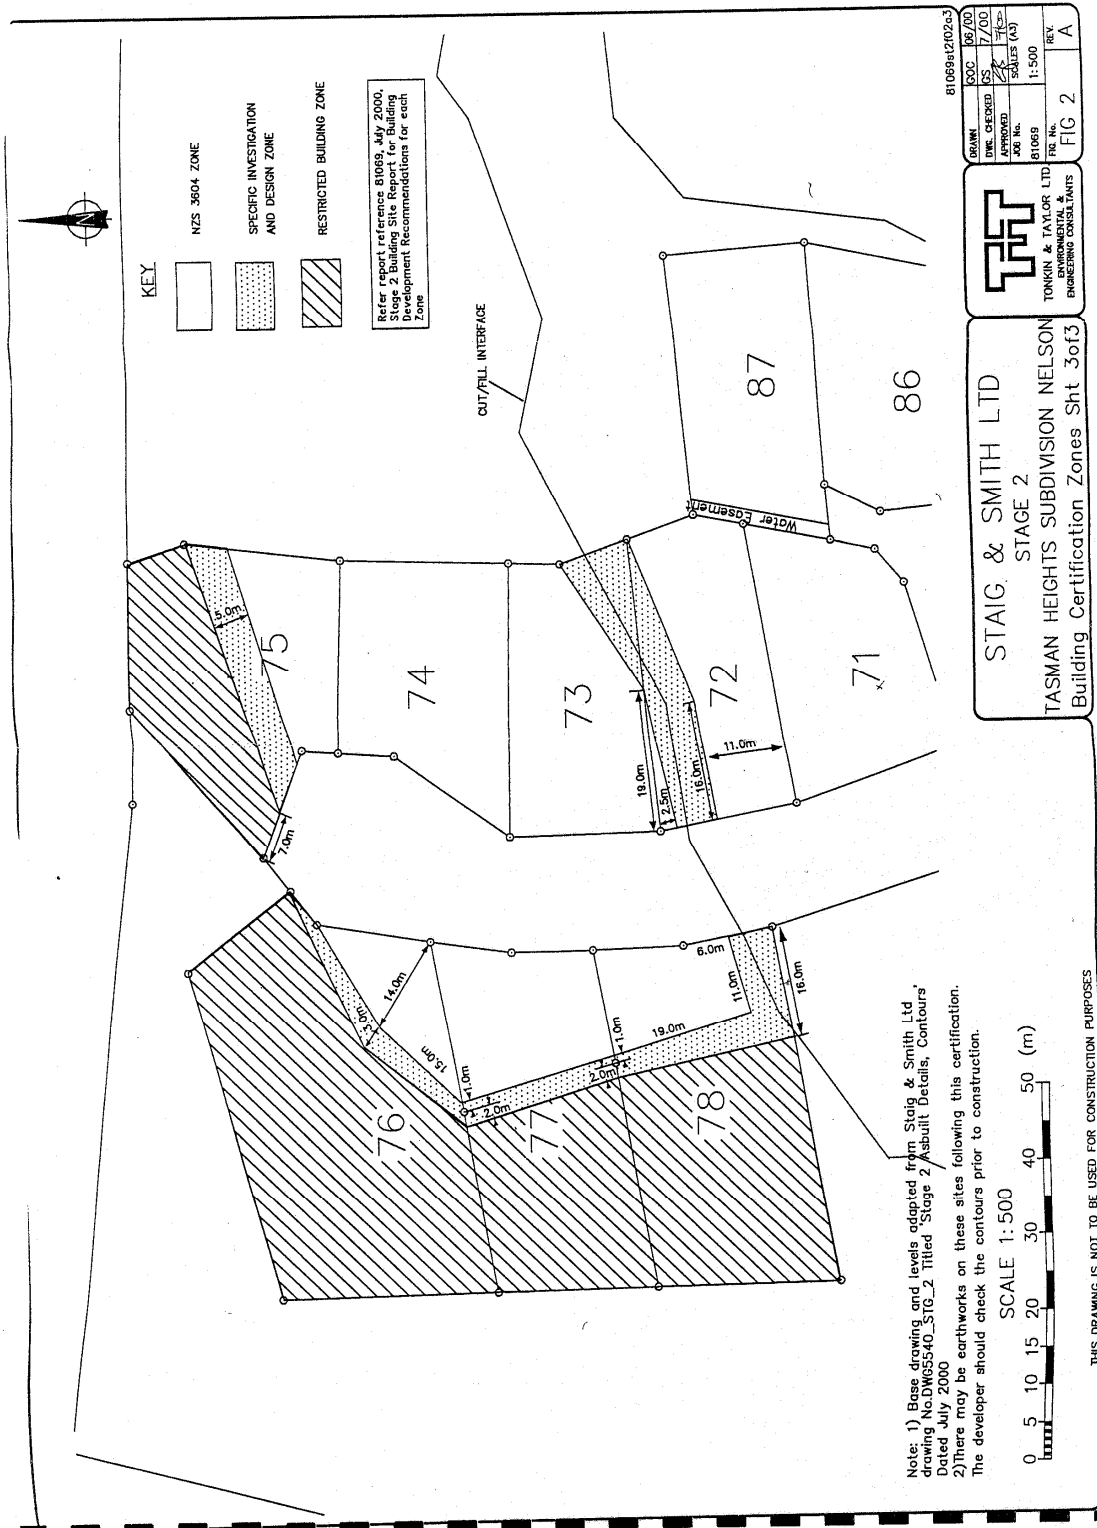 KEY
NZS 3604 ZONE
SPECIFIC INVESTIGATION
AND DESIGN ZONE
RESTRICTED BUILDING ZONE
Refer report reference 81069, July 2000,
Stage 2 Building Site Report for Building
Development Recommendations for each
Zone
N
CUT/FILL INTERFACE
75
5.0m
7.0m
74
73
19.0m
2.5m
16.0m
72
11.0m
71
Water Easement
87
86
76
14.0m
3.0m
15.0m
1.0m
2.0m
77
1.0m
2.0m
19.0m
11.0m
6.0m
16.0m
78
Note: 1) Base drawing and levels adapted from Staig & Smith Ltd
drawing No.DWG5540_STG_2 Titled 'Stage 2 Asbuilt Details, Contours'
Dated July 2000
2)There may be earthworks on these sites following this certification.
The developer should check the contours prior to construction.
SCALE 1:500
0 5 10 15 20 30 40 50 (m)
THIS DRAWING IS NOT TO BE USED FOR CONSTRUCTION PURPOSES
STAIG & SMITH LTD
STAGE 2
TASMAN HEIGHTS SUBDIVISION NELSON
Building Certification Zones Sht 3of3
TONKIN & TAYLOR LTD
ENVIRONMENTAL &
ENGINEERING CONSULTANTS
81069st2f02a3
DRAWN GOC 06/00
DWG. CHECKED GS 7/00
APPROVED
JOB No. SCALES (A3)
81069 1:500
FIG. No. REV.
FIG 2 A